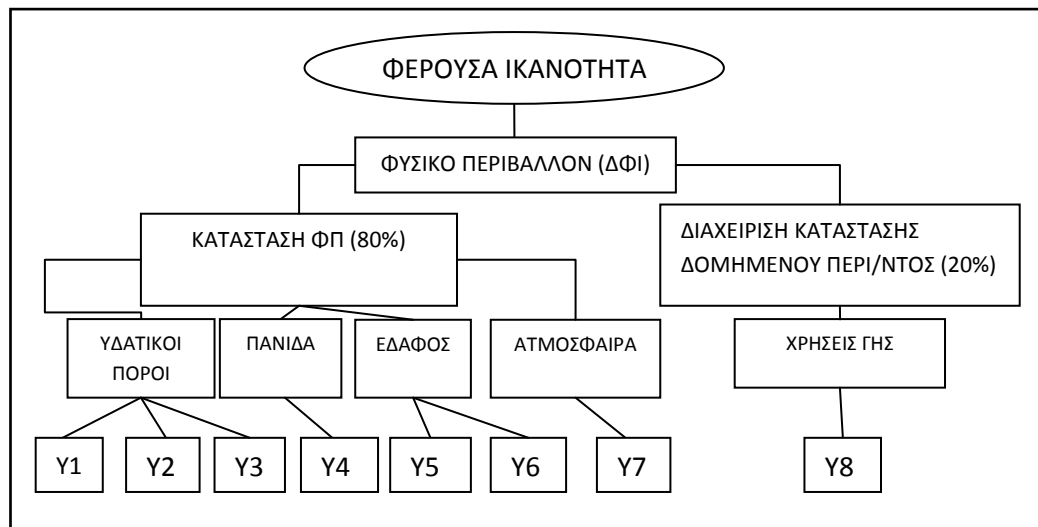 ΦΕΡΟΥΣΑ ΙΚΑΝΟΤΗΤΑ
ΦΥΣΙΚΟ ΠΕΡΙΒΑΛΛΟΝ (ΔΦΙ)
ΚΑΤΑΣΤΑΣΗ ΦΠ (80%)
ΔΙΑΧΕΙΡΙΣΗ ΚΑΤΑΣΤΑΣΗΣ
ΔΟΜΗΜΕΝΟΥ ΠΕΡΙ/ΝΤΟΣ (20%)
ΥΔΑΤΙΚΟΙ
ΠΟΡΟΙ
ΠΑΝΙΔΑ
ΕΔΑΦΟΣ
ΑΤΜΟΣΦΑΙΡΑ
ΧΡΗΣΕΙΣ ΓΗΣ
Υ1
Υ2
Υ3
Υ4
Υ5
Υ6
Υ7
Υ8